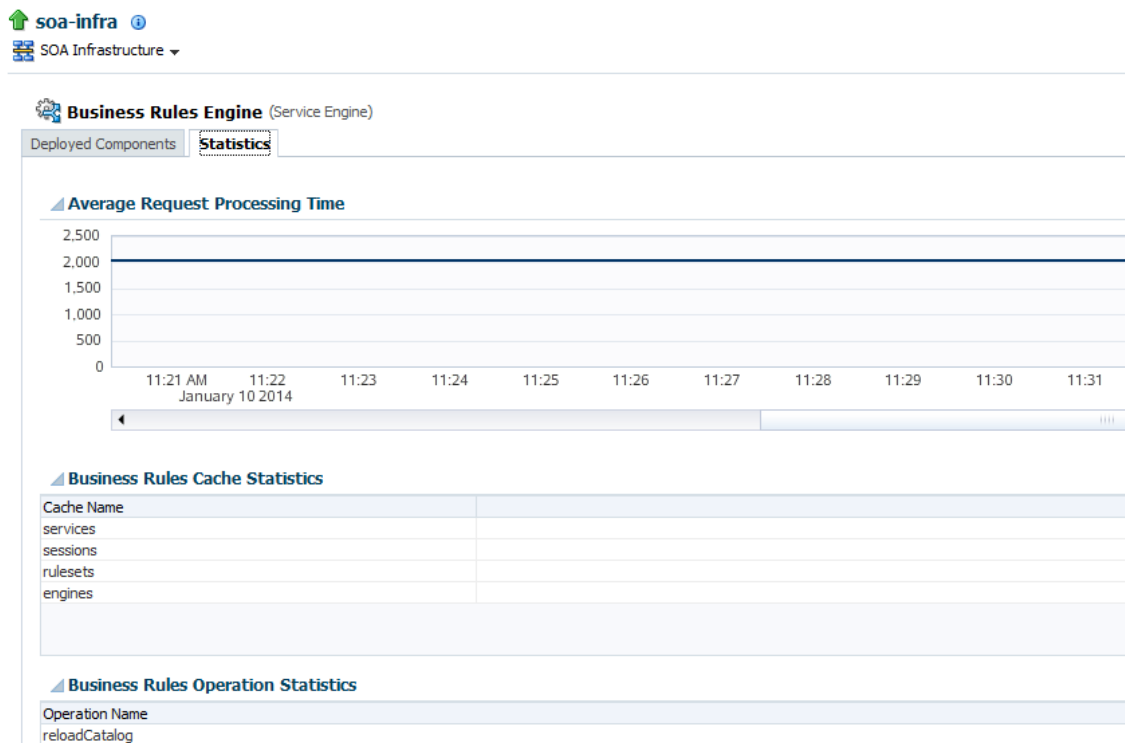 soa-infra
SOA Infrastructure
Business Rules Engine (Service Engine)
Deployed Components Statistics
Average Request Processing Time
2,500
2,000
1,500
1,000
500
0
11:21 AM 11:22 11:23 11:24 11:25 11:26 11:27 11:28 11:29 11:30 11:31
January 10 2014
Business Rules Cache Statistics
Cache Name
services
sessions
rulesets
engines
Business Rules Operation Statistics
Operation Name
reloadCatalog